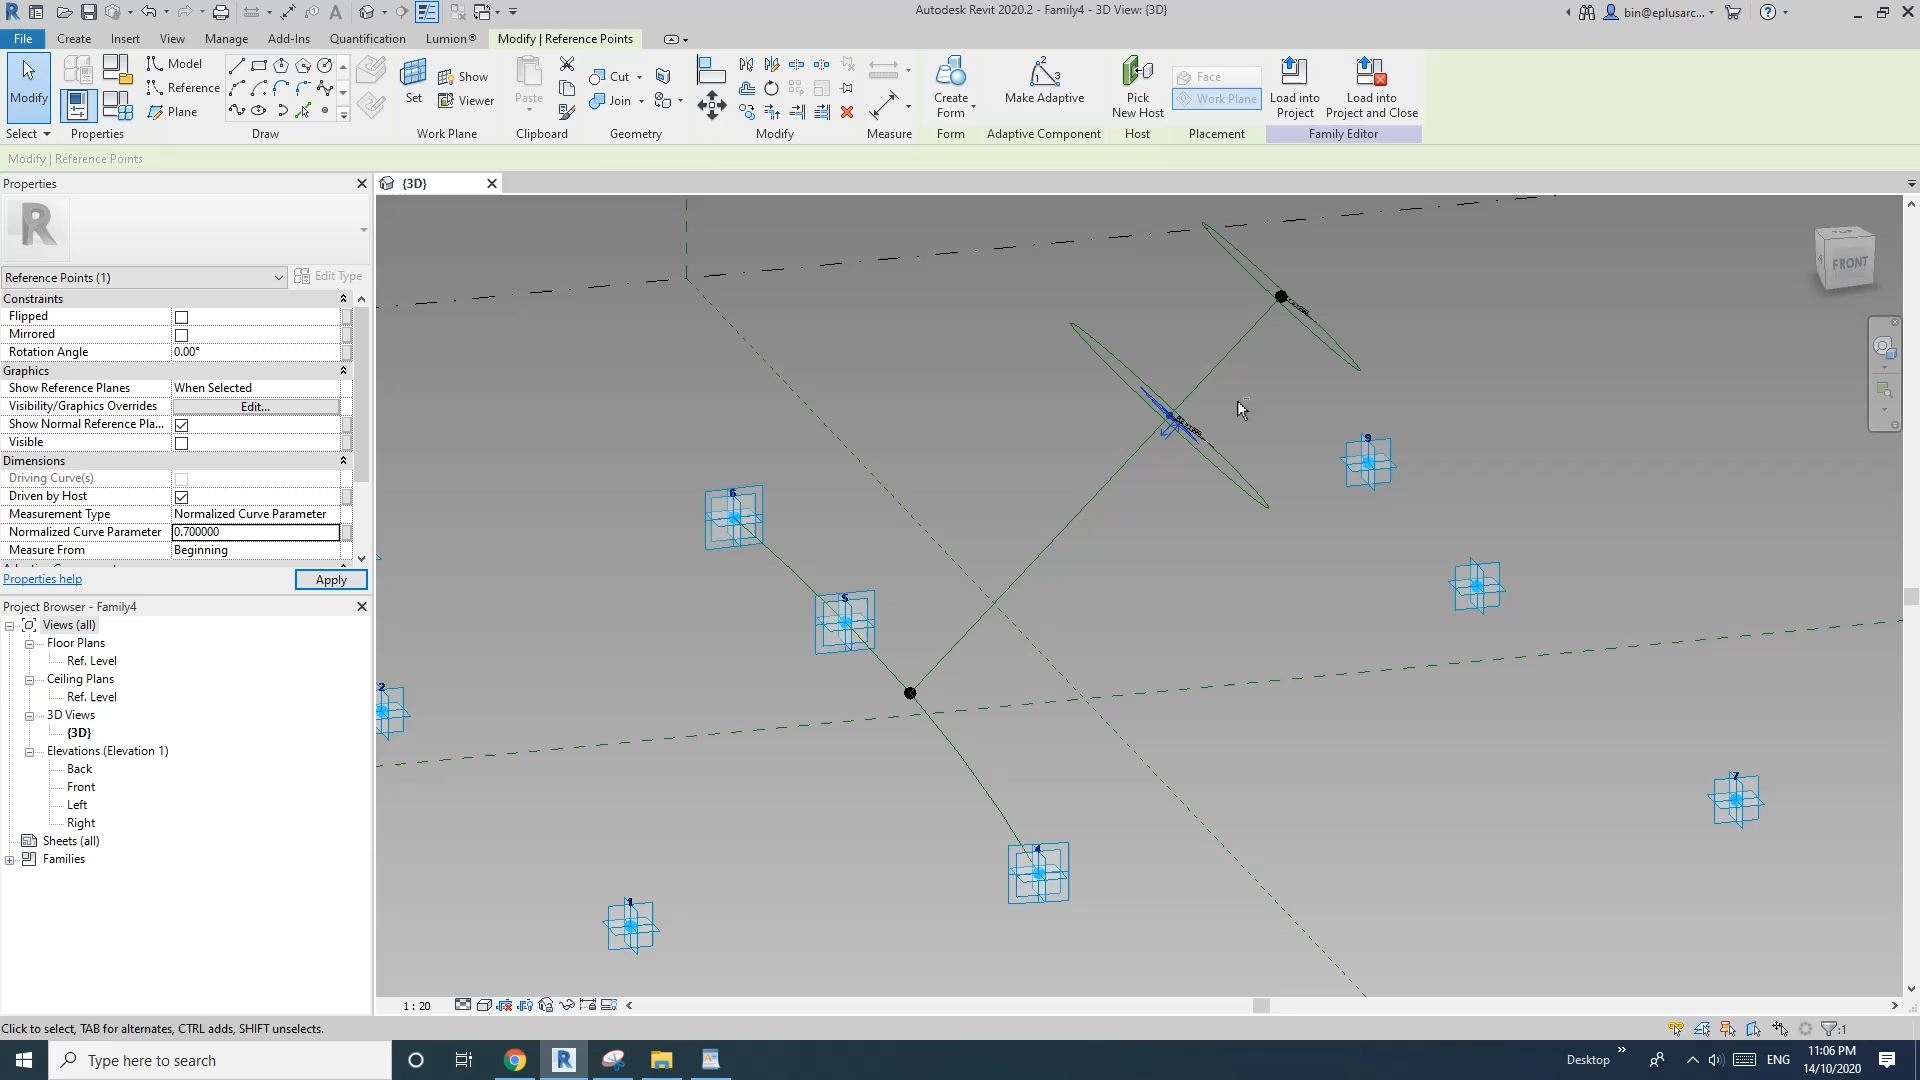 Autodesk Revit 2020.2 - Family4 - 3D View: {3D}
bin@eplusarc...
File Create Insert View Manage Add-Ins Quantification Lumion® Modify | Reference Points
Modify
Model
Reference
Plane
Set
Show
Viewer
Paste
Cut
Join
Create
Form
Make Adaptive
Pick
New Host
Face
Work Plane
Load into
Project
Load into
Project and Close
Select Properties Draw Work Plane Clipboard Geometry Modify Measure Form Adaptive Component Host Placement Family Editor
Modify | Reference Points
Properties
{3D}
Reference Points (1)
Edit Type
Constraints
Flipped
Mirrored
Rotation Angle 0.00°
Graphics
Show Reference Planes When Selected
Visibility/Graphics Overrides Edit...
Show Normal Reference Pla...
Visible
Dimensions
Driving Curve(s)
Driven by Host
Measurement Type Normalized Curve Parameter
Normalized Curve Parameter 0.700000
Measure From Beginning
Properties help
Apply
Project Browser - Family4
Views (all)
Floor Plans
Ref. Level
Ceiling Plans
Ref. Level
3D Views
{3D}
Elevations (Elevation 1)
Back
Front
Left
Right
Sheets (all)
Families
FRONT
9
6
5
2
7
4
1
1 : 20
Click to select, TAB for alternates, CTRL adds, SHIFT unselects.
:1
Type here to search
Desktop
ENG
11:06 PM
14/10/2020